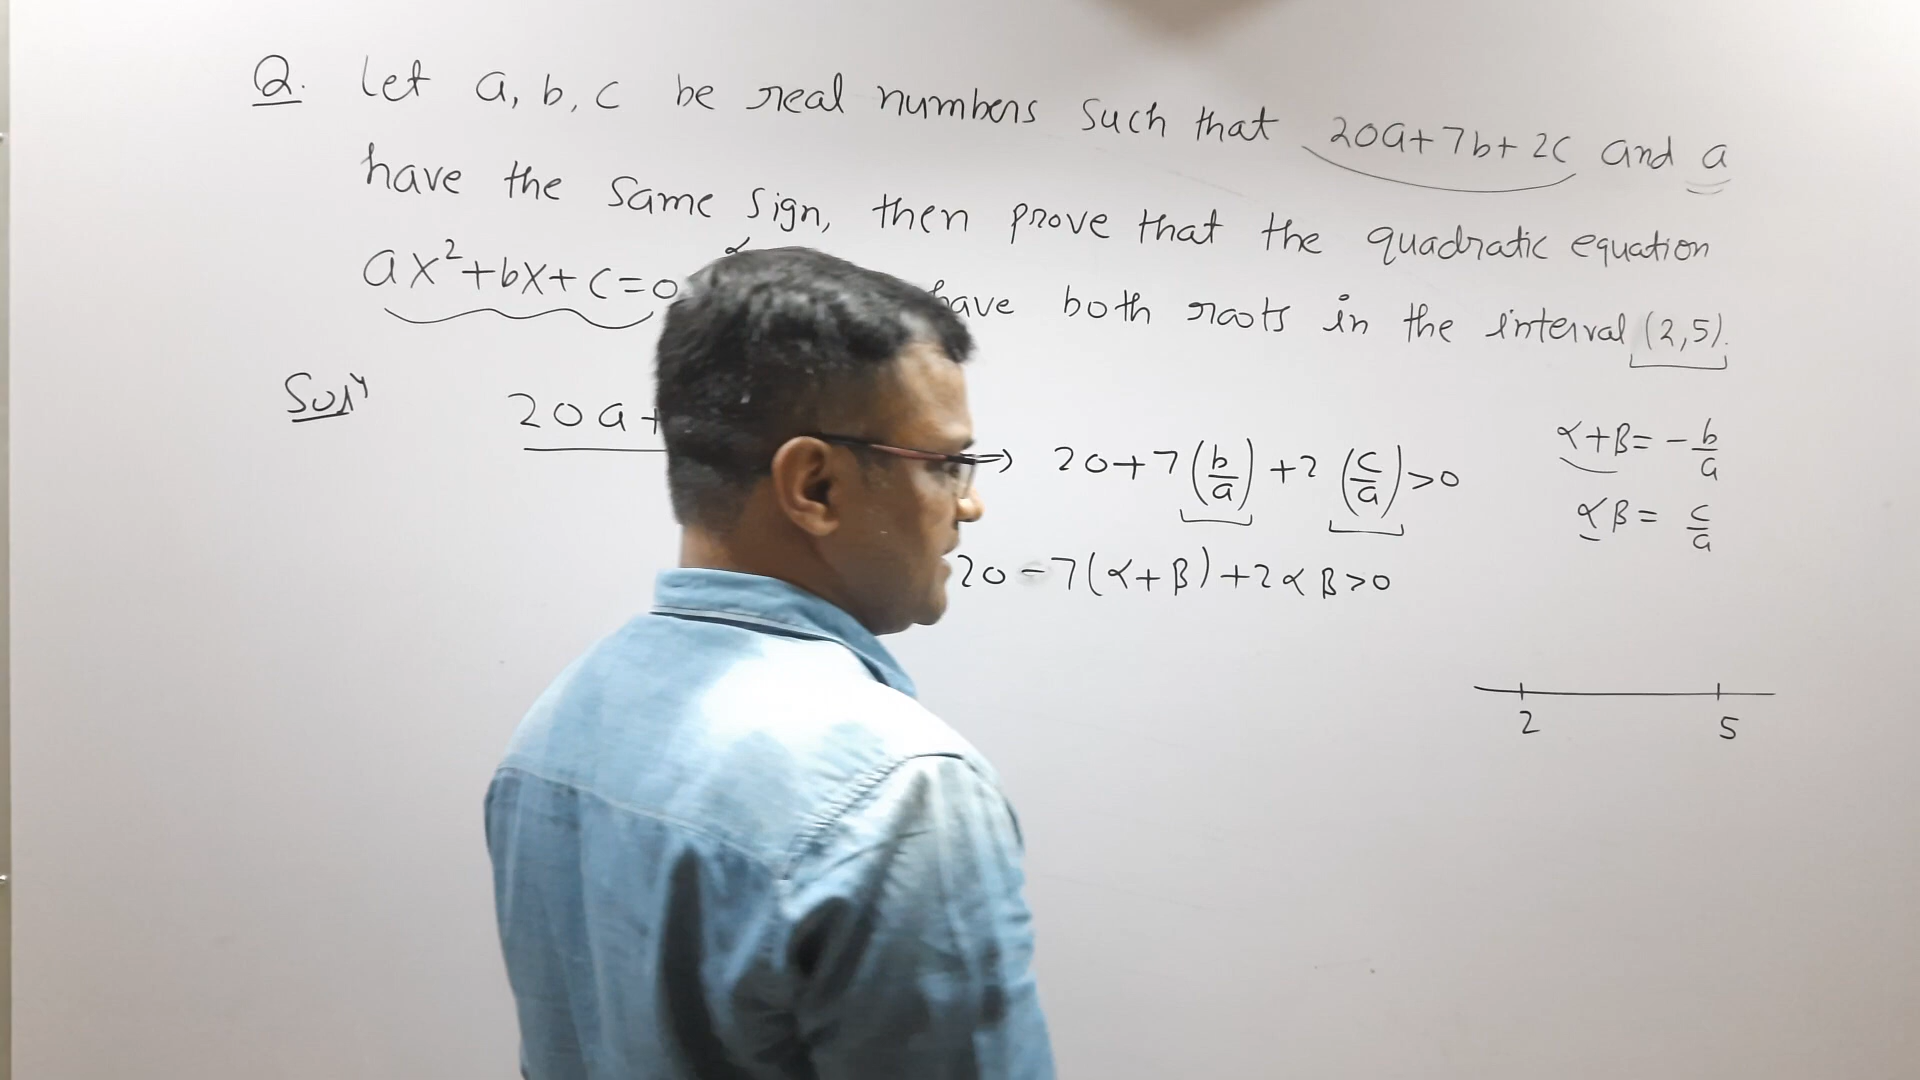 Q. Let a, b, c be real numbers such that 20a+7b+2c and a
have the same sign, then prove that the quadratic equation
ax²+bx+c=0 have both roots in the interval (2,5).
α
Solⁿ 20a+ ⇒ 20+7(b/a)+2(c/a)>0
α+β= -b/a
αβ= c/a
20-7(α+β)+2αβ>0
2 5